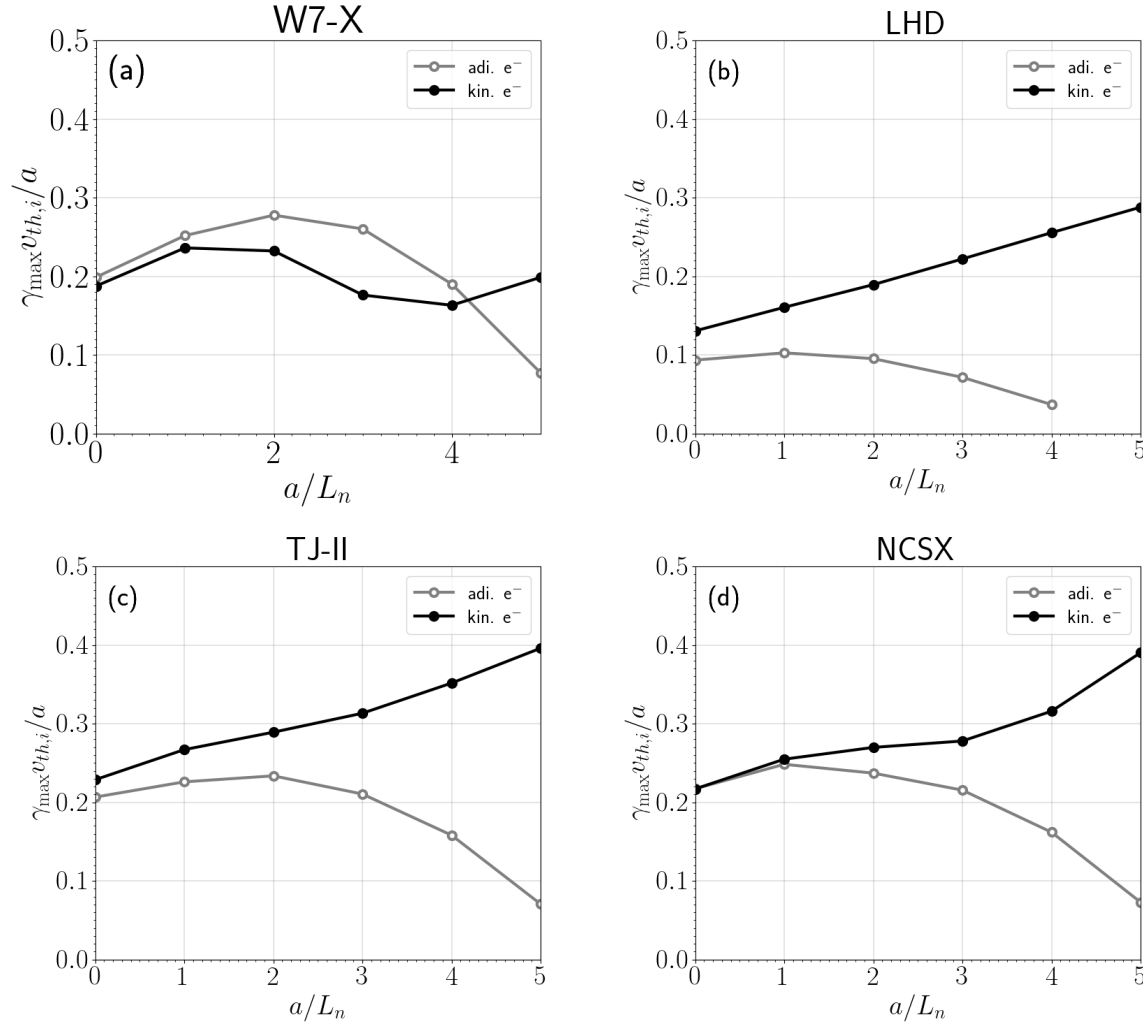 W7-X
(a)
adi. e⁻
kin. e⁻
0.5
0.4
0.3
0.2
0.1
0.0
γmax vth,i/a
0 2 4
a/Ln
LHD
(b)
adi. e⁻
kin. e⁻
0.5
0.4
0.3
0.2
0.1
0.0
γmax vth,i/a
0 1 2 3 4 5
a/Ln
TJ-II
(c)
adi. e⁻
kin. e⁻
0.5
0.4
0.3
0.2
0.1
0.0
γmax vth,i/a
0 1 2 3 4 5
a/Ln
NCSX
(d)
adi. e⁻
kin. e⁻
0.5
0.4
0.3
0.2
0.1
0.0
γmax vth,i/a
0 1 2 3 4 5
a/Ln